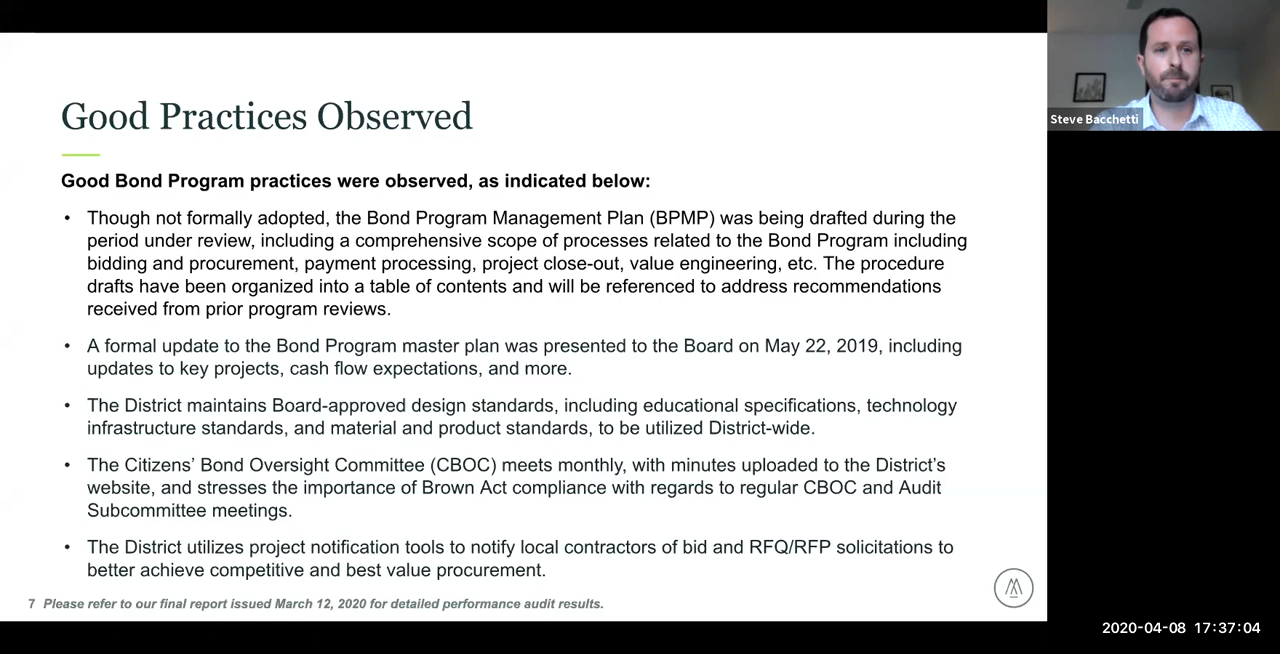 Good Practices Observed
Good Bond Program practices were observed, as indicated below:
• Though not formally adopted, the Bond Program Management Plan (BPMP) was being drafted during the
period under review, including a comprehensive scope of processes related to the Bond Program including
bidding and procurement, payment processing, project close-out, value engineering, etc. The procedure
drafts have been organized into a table of contents and will be referenced to address recommendations
received from prior program reviews.
• A formal update to the Bond Program master plan was presented to the Board on May 22, 2019, including
updates to key projects, cash flow expectations, and more.
• The District maintains Board-approved design standards, including educational specifications, technology
infrastructure standards, and material and product standards, to be utilized District-wide.
• The Citizens’ Bond Oversight Committee (CBOC) meets monthly, with minutes uploaded to the District’s
website, and stresses the importance of Brown Act compliance with regards to regular CBOC and Audit
Subcommittee meetings.
• The District utilizes project notification tools to notify local contractors of bid and RFQ/RFP solicitations to
better achieve competitive and best value procurement.
7 Please refer to our final report issued March 12, 2020 for detailed performance audit results.
Steve Bacchetti
2020-04-08 17:37:04